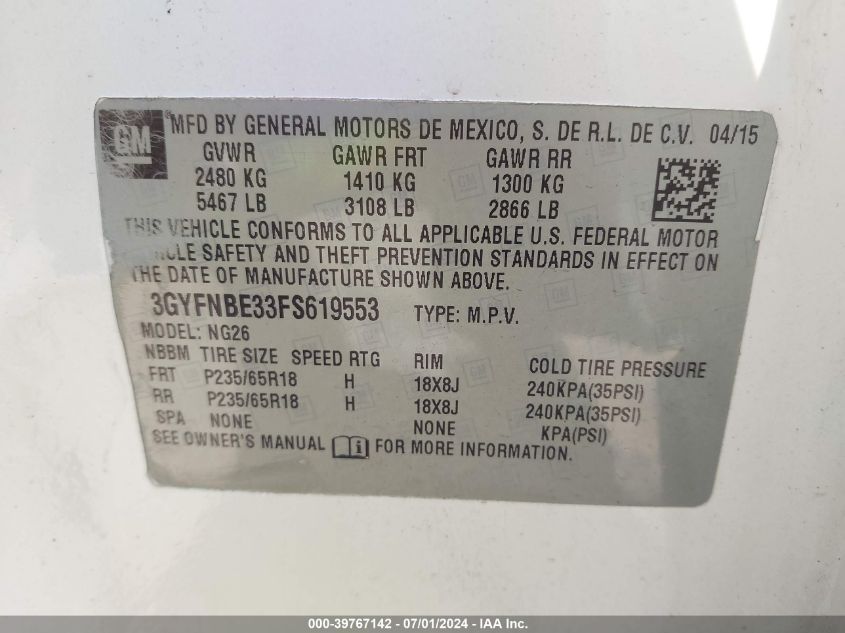 GM MFD BY GENERAL MOTORS DE MEXICO, S. DE R.L. DE C.V. 04/15
GVWR GAWR FRT GAWR RR
2480 KG 1410 KG 1300 KG
5467 LB 3108 LB 2866 LB
THIS VEHICLE CONFORMS TO ALL APPLICABLE U.S. FEDERAL MOTOR
SAFETY AND THEFT PREVENTION STANDARDS IN EFFECT ON
THE DATE OF MANUFACTURE SHOWN ABOVE.
3GYFNBE33FS619553 TYPE: M.P.V.
MODEL: NG26
NBBM TIRE SIZE SPEED RTG RIM COLD TIRE PRESSURE
FRT P235/65R18 H 18X8J 240KPA(35PSI)
RR P235/65R18 H 18X8J 240KPA(35PSI)
SPA NONE NONE KPA(PSI)
SEE OWNER'S MANUAL FOR MORE INFORMATION.
000-39767142 - 07/01/2024 - IAA Inc.